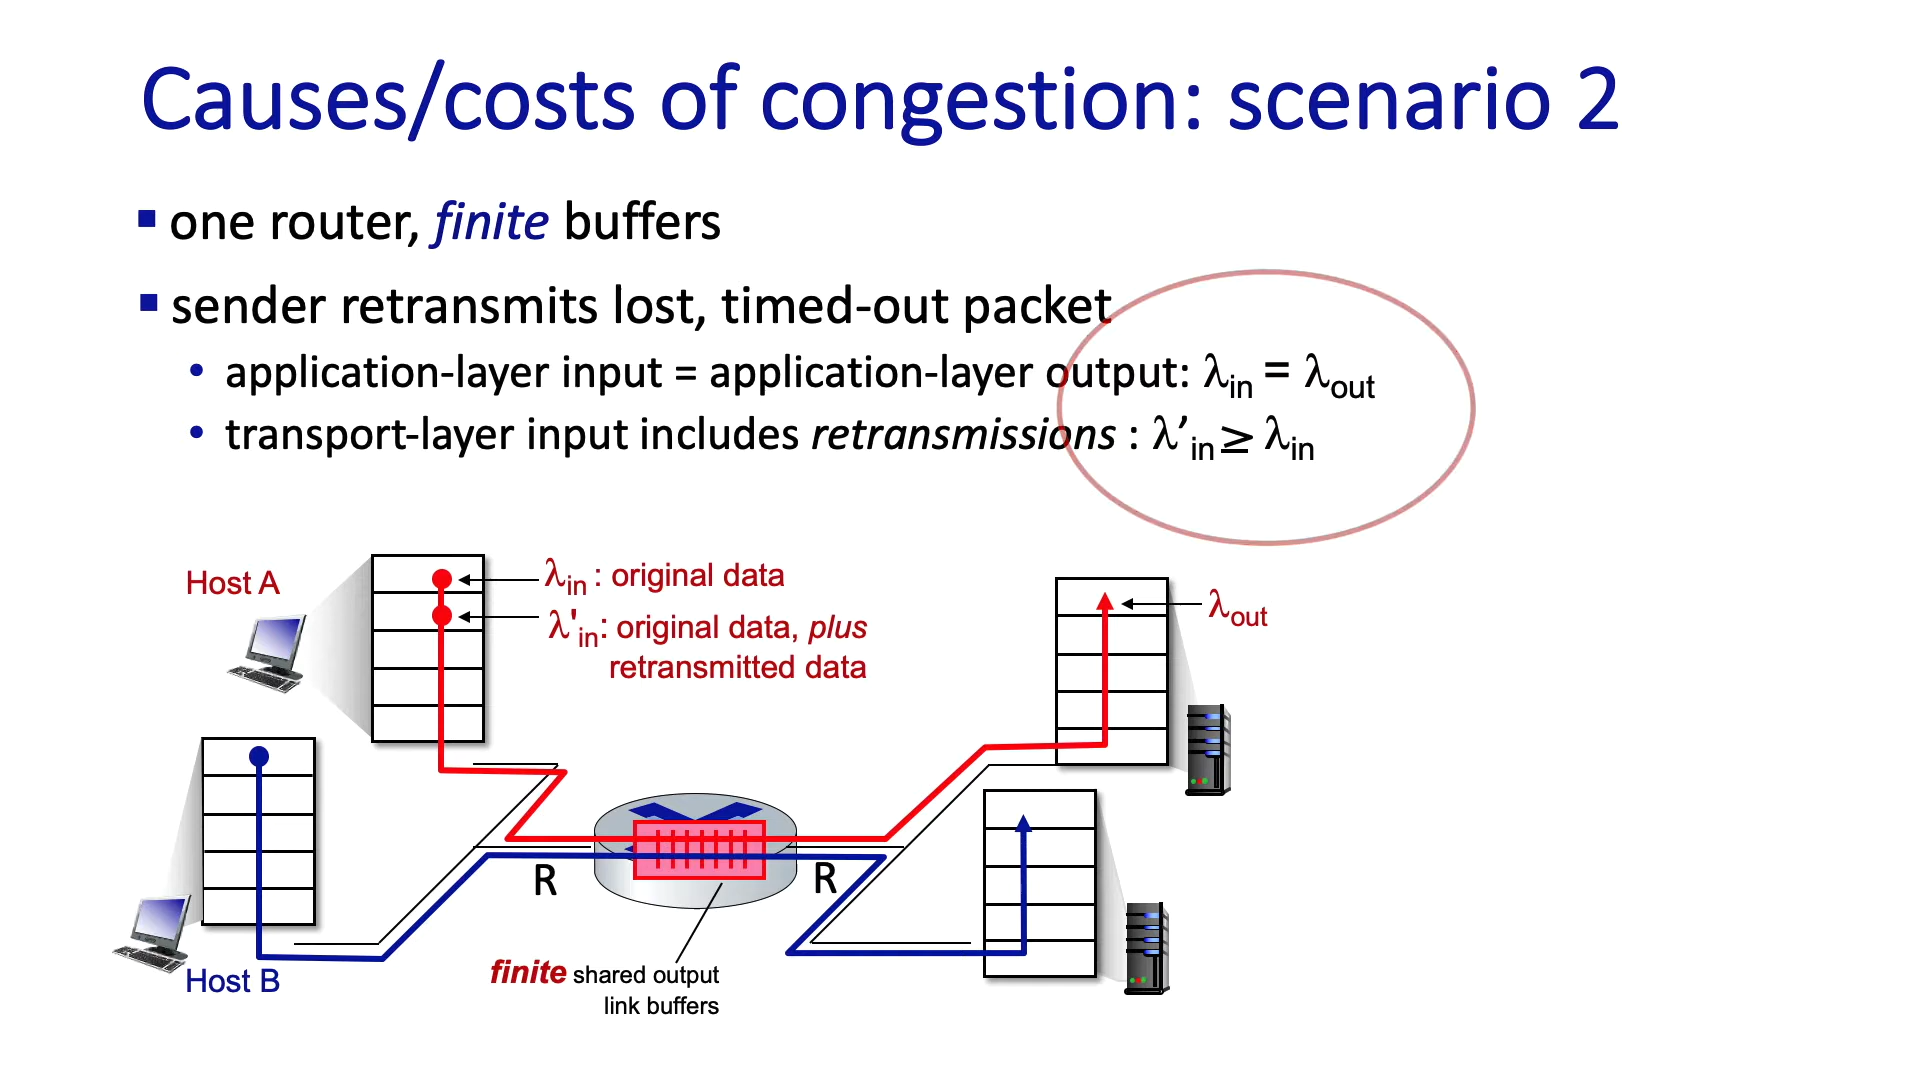 Causes/costs of congestion: scenario 2
▪ one router, finite buffers
▪ sender retransmits lost, timed-out packet
• application-layer input = application-layer output: λin = λout
• transport-layer input includes retransmissions : λ’in ≥ λin
Host A
λin : original data
λ'in: original data, plus
retransmitted data
λout
R
R
Host B
finite shared output
link buffers